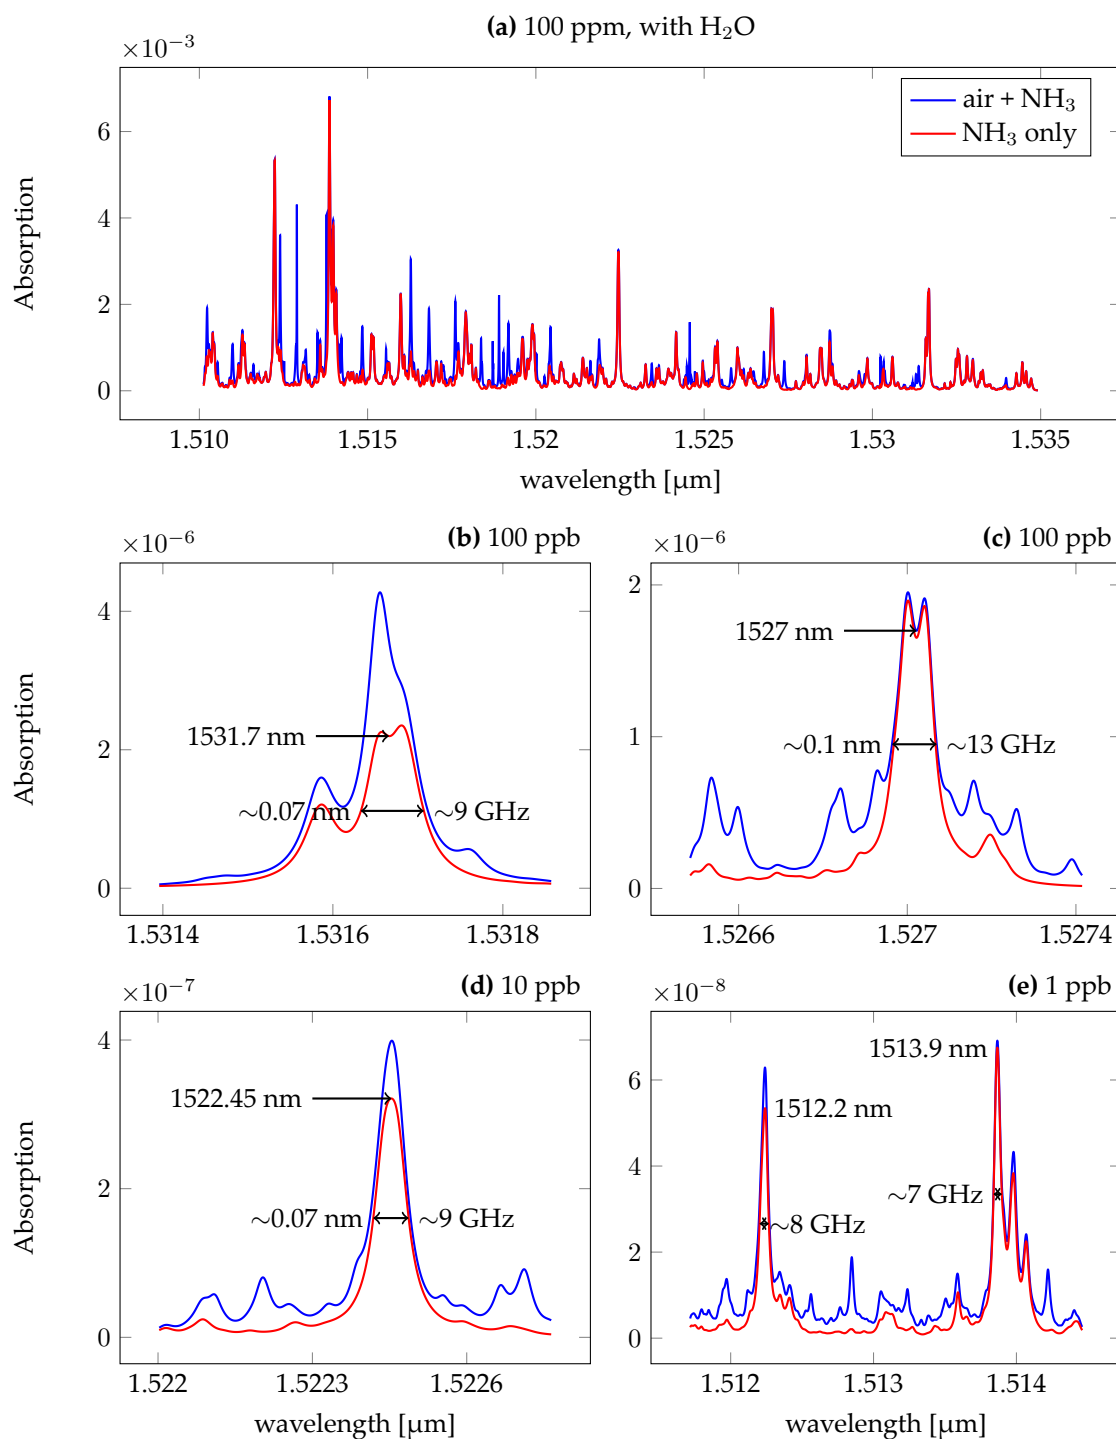 (a) 100 ppm, with H₂O
×10⁻³
air + NH₃
NH₃ only
6
4
2
0
Absorption
1.510 1.515 1.52 1.525 1.53 1.535
wavelength [µm]
(b) 100 ppb
×10⁻⁶
4
2
0
Absorption
1531.7 nm
~0.07 nm
~9 GHz
1.5314 1.5316 1.5318
(c) 100 ppb
×10⁻⁶
2
1
0
1527 nm
~0.1 nm
~13 GHz
1.5266 1.527 1.5274
(d) 10 ppb
×10⁻⁷
4
2
0
Absorption
1522.45 nm
~0.07 nm
~9 GHz
1.522 1.5223 1.5226
wavelength [µm]
(e) 1 ppb
×10⁻⁸
6
4
2
0
1513.9 nm
1512.2 nm
~7 GHz
~8 GHz
1.512 1.513 1.514
wavelength [µm]